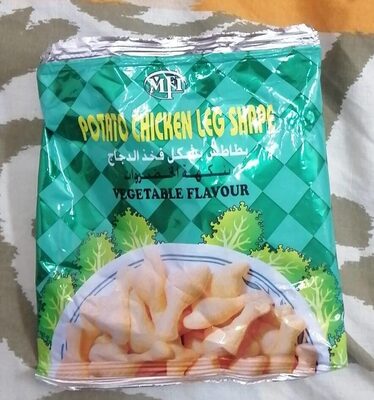 MFI
POTATO CHICKEN LEG SHAPE
بطاطس بشكل فخذ الدجاج
بنكهة الخضروات
VEGETABLE FLAVOUR